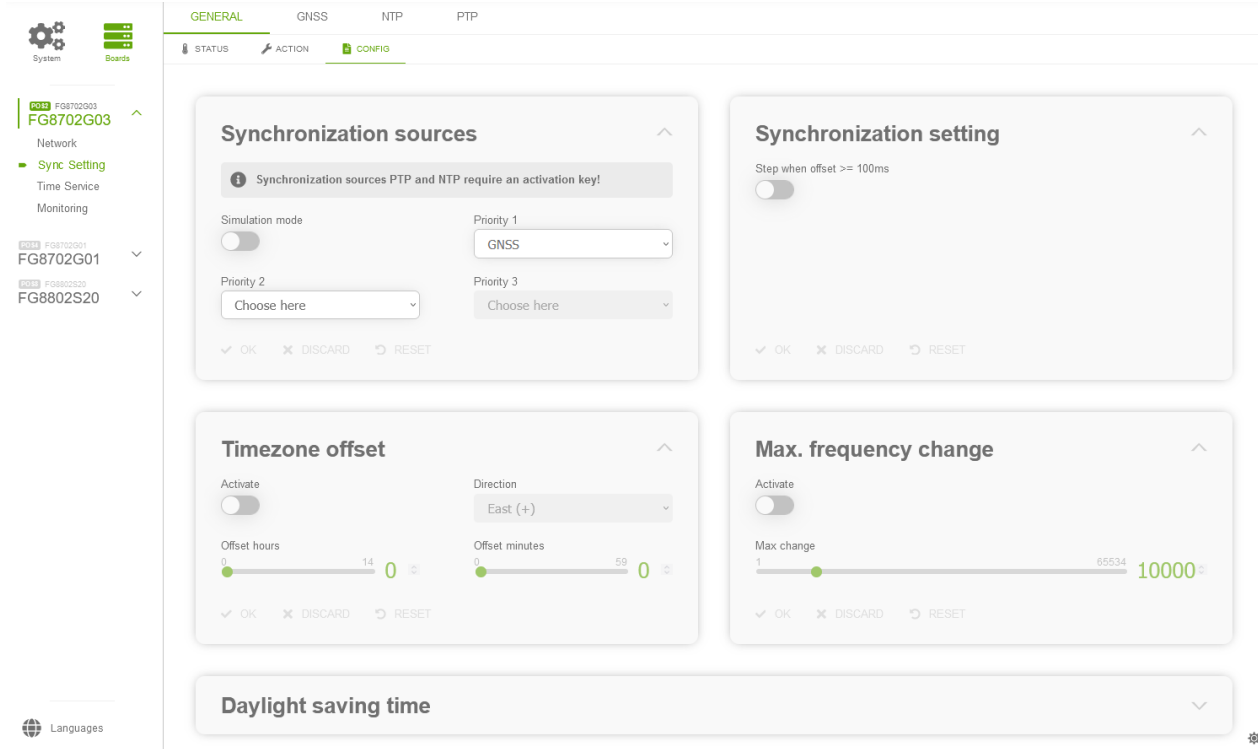 GENERAL GNSS NTP PTP
STATUS ACTION CONFIG
System Boards
POS2 FG8702G03
FG8702G03
Network
Sync Setting
Time Service
Monitoring
FG8702G01
FG8702G01
FG8802S20
FG8802S20
Languages
Synchronization sources
Synchronization sources PTP and NTP require an activation key!
Simulation mode
Priority 1
GNSS
Priority 2
Choose here
Priority 3
Choose here
OK DISCARD RESET
Synchronization setting
Step when offset >= 100ms
OK DISCARD RESET
Timezone offset
Activate
Direction
East (+)
Offset hours
0 14 0
Offset minutes
0 59 0
OK DISCARD RESET
Max. frequency change
Activate
Max change
1 65534 10000
OK DISCARD RESET
Daylight saving time